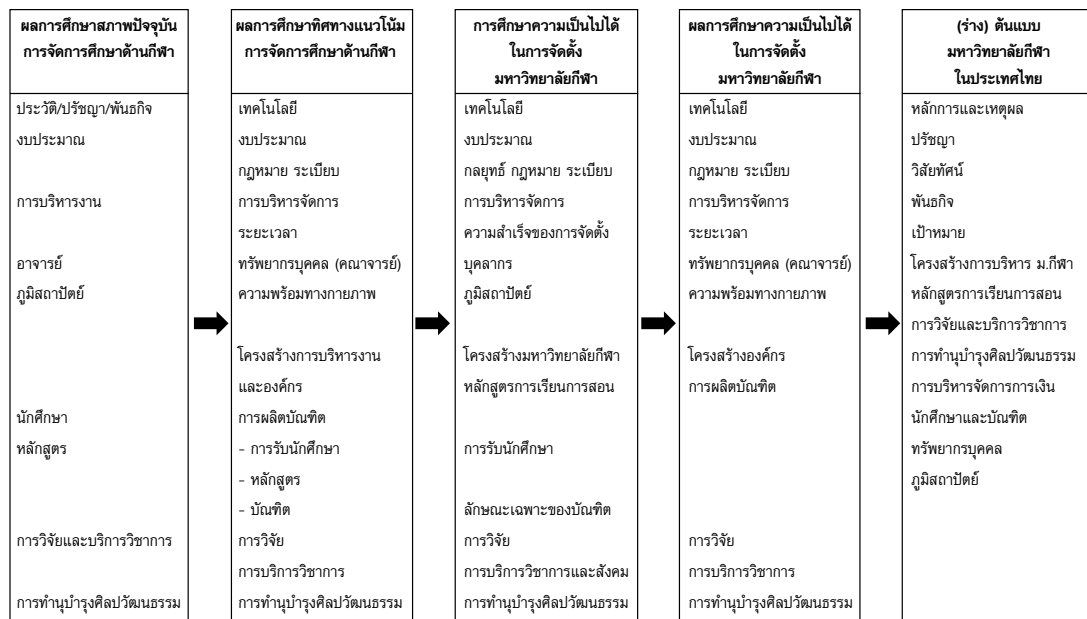 ผลการศึกษาสภาพปัจจุบัน
การจัดการศึกษาด้านกีฬา
ประวัติ/ปรัชญา/พันธกิจ
งบประมาณ
การบริหารงาน
อาจารย์
ภูมิสถาปัตย์
นักศึกษา
หลักสูตร
การวิจัยและบริการวิชาการ
การทำนุบำรุงศิลปวัฒนธรรม
ผลการศึกษาทิศทางแนวโน้ม
การจัดการศึกษาด้านกีฬา
เทคโนโลยี
งบประมาณ
กฎหมาย ระเบียบ
การบริหารจัดการ
ระยะเวลา
ทรัพยากรบุคคล (คณาจารย์)
ความพร้อมทางกายภาพ
โครงสร้างการบริหารงาน
และองค์กร
การผลิตบัณฑิต
- การรับนักศึกษา
- หลักสูตร
- บัณฑิต
การวิจัย
การบริการวิชาการ
การทำนุบำรุงศิลปวัฒนธรรม
การศึกษาความเป็นไปได้
ในการจัดตั้ง
มหาวิทยาลัยกีฬา
เทคโนโลยี
งบประมาณ
กลยุทธ์ กฎหมาย ระเบียบ
การบริหารจัดการ
ความสำเร็จของการจัดตั้ง
บุคลากร
ภูมิสถาปัตย์
โครงสร้างมหาวิทยาลัยกีฬา
หลักสูตรการเรียนการสอน
การรับนักศึกษา
ลักษณะเฉพาะของบัณฑิต
การวิจัย
การบริการวิชาการและสังคม
การทำนุบำรุงศิลปวัฒนธรรม
ผลการศึกษาความเป็นไปได้
ในการจัดตั้ง
มหาวิทยาลัยกีฬา
เทคโนโลยี
งบประมาณ
กฎหมาย ระเบียบ
การบริหารจัดการ
ระยะเวลา
ทรัพยากรบุคคล (คณาจารย์)
ความพร้อมทางกายภาพ
โครงสร้างองค์กร
การผลิตบัณฑิต
การวิจัย
การบริการวิชาการ
การทำนุบำรุงศิลปวัฒนธรรม
(ร่าง) ต้นแบบ
มหาวิทยาลัยกีฬา
ในประเทศไทย
หลักการและเหตุผล
ปรัชญา
วิสัยทัศน์
พันธกิจ
เป้าหมาย
โครงสร้างการบริหาร ม.กีฬา
หลักสูตรการเรียนการสอน
การวิจัยและบริการวิชาการ
การทำนุบำรุงศิลปวัฒนธรรม
การบริหารจัดการการเงิน
นักศึกษาและบัณฑิต
ทรัพยากรบุคคล
ภูมิสถาปัตย์